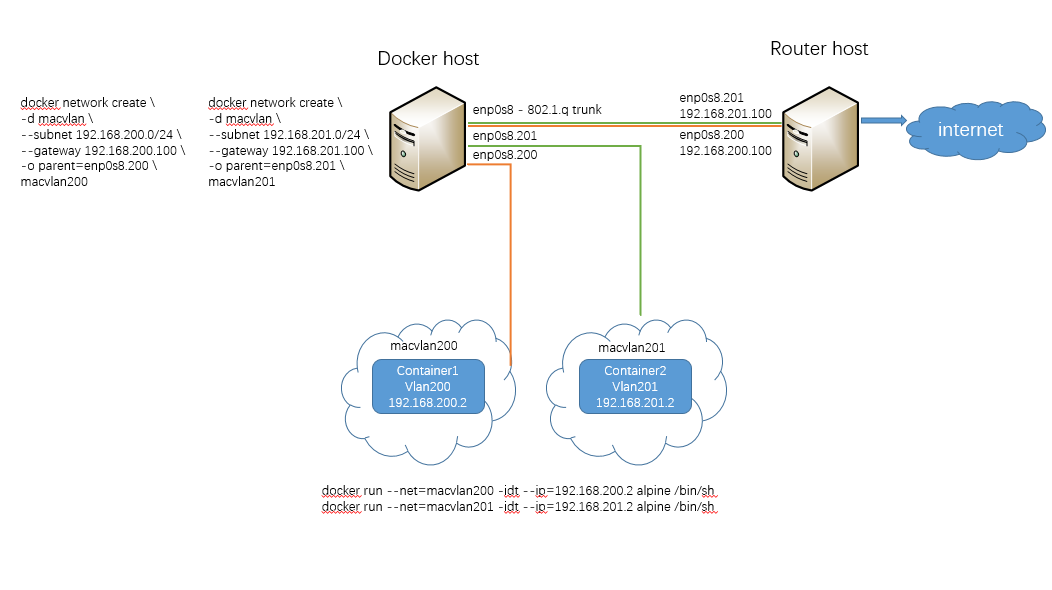 Docker host
Router host
docker network create \
-d macvlan \
--subnet 192.168.200.0/24 \
--gateway 192.168.200.100 \
-o parent=enp0s8.200 \
macvlan200
docker network create \
-d macvlan \
--subnet 192.168.201.0/24 \
--gateway 192.168.201.100 \
-o parent=enp0s8.201 \
macvlan201
enp0s8 - 802.1.q trunk
enp0s8.201
enp0s8.200
enp0s8.201
192.168.201.100
enp0s8.200
192.168.200.100
internet
macvlan200
Container1
Vlan200
192.168.200.2
macvlan201
Container2
Vlan201
192.168.201.2
docker run --net=macvlan200 -idt --ip=192.168.200.2 alpine /bin/sh
docker run --net=macvlan201 -idt --ip=192.168.201.2 alpine /bin/sh